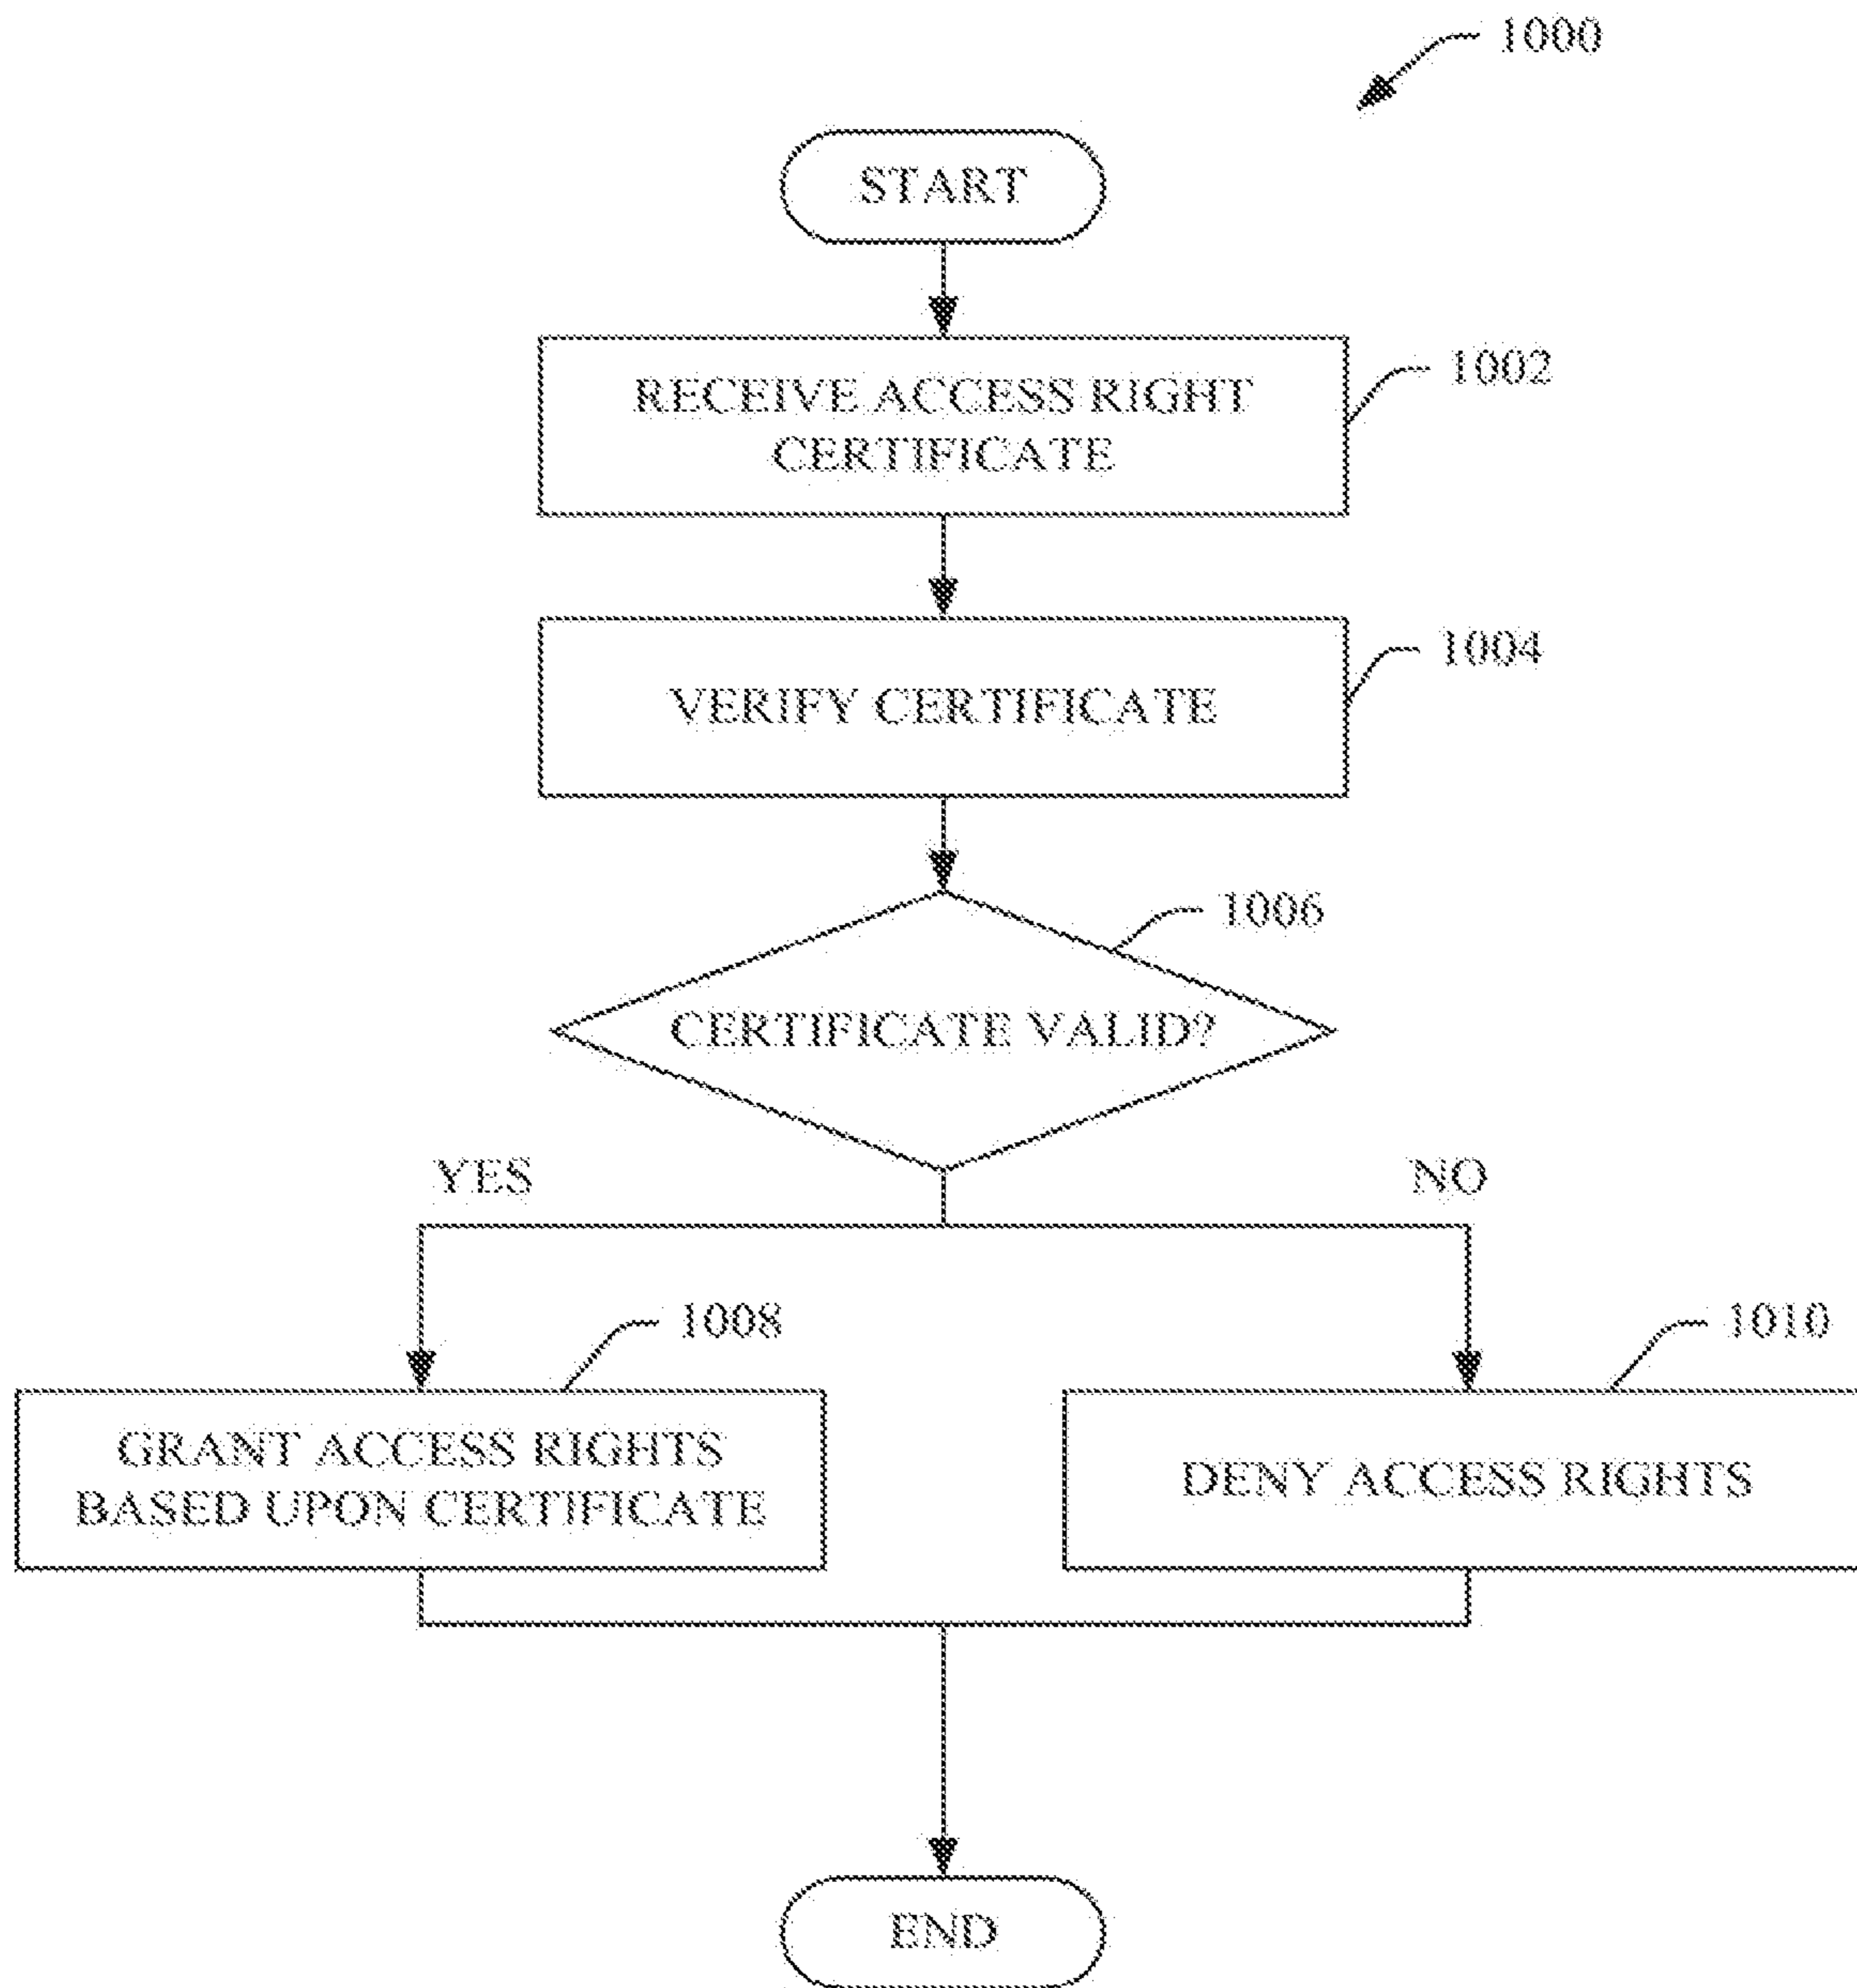 1000
START
RECEIVE ACCESS RIGHT
CERTIFICATE
1002
VERIFY CERTIFICATE
1004
1006
CERTIFICATE VALID?
YES
NO
1008
1010
GRANT ACCESS RIGHTS
BASED UPON CERTIFICATE
DENY ACCESS RIGHTS
END